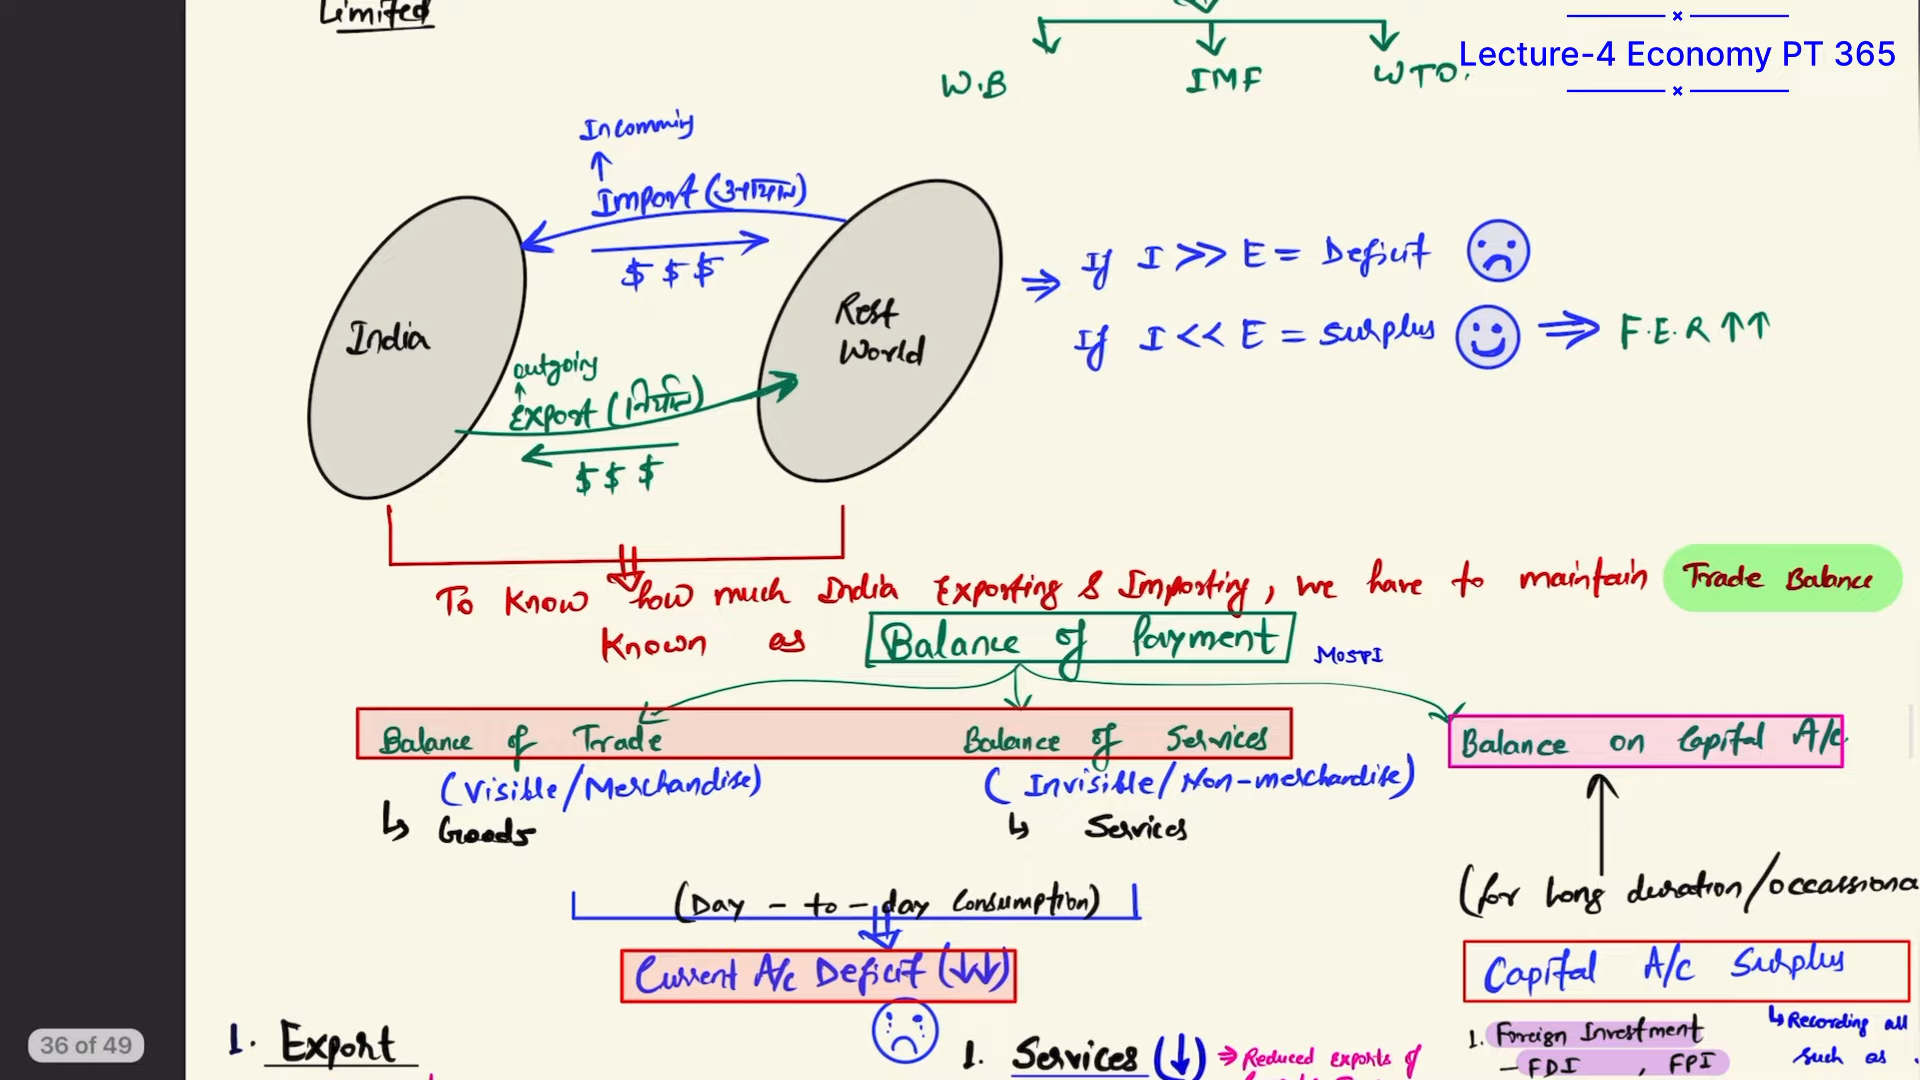 Limited
W.B IMF WTO.
Lecture-4 Economy PT 365
Incomming
Import (आयात)
$ $ $
India
Rest
World
outgoing
Export (निर्यात)
$ $ $
⇒ If I >> E = Deficit
If I << E = Surplus ⇒ F.E.R ↑↑
To Know how much India Exporting & Importing, we have to maintain Trade Balance
Known as Balance of Payment
MOSPI
Balance of Trade Balance of Services Balance on Capital A/c
(Visible/Merchandise) (Invisible/Non-merchandise)
↳ Goods ↳ Services
(Day - to - day Consumption) (for long duration/occassiona
Current A/c Deficit (↓↓) Capital A/c Surplus
↳ Recording all
such as
1. Export
1. Services (↓) ⇒ Reduced exports of
1. Foreign Investment
- FDI , FPI
36 of 49